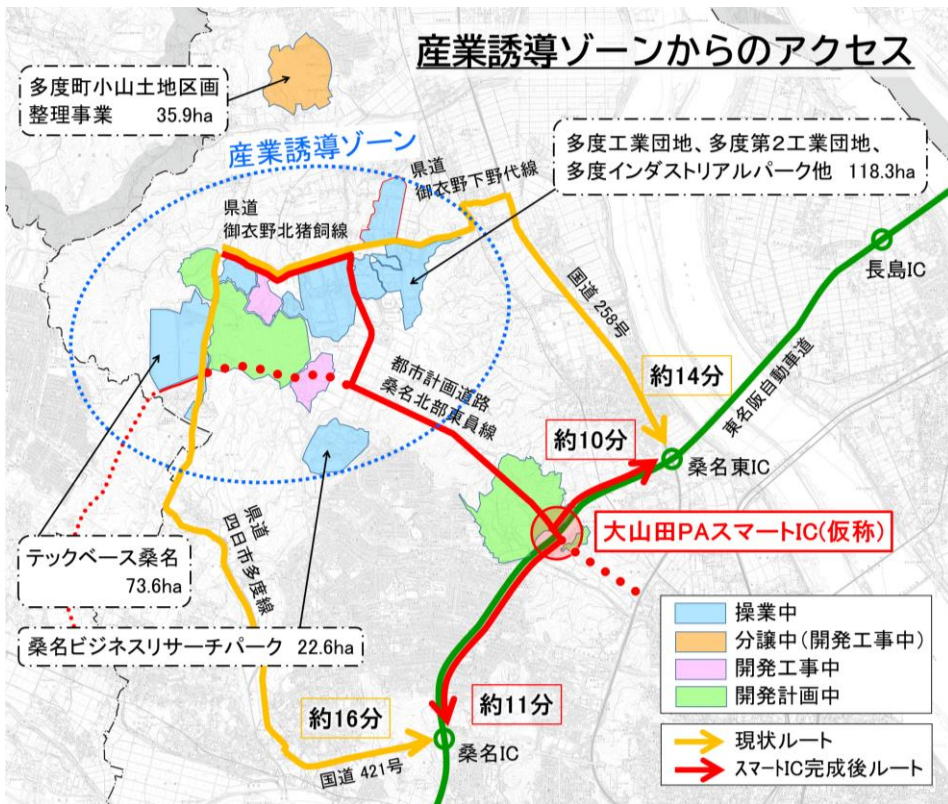 産業誘導ゾーンからのアクセス
多度町小山土地区画
整理事業 35.9ha
産業誘導ゾーン
多度工業団地、多度第2工業団地、
多度インダストリアルパーク他 118.3ha
県道
御衣野下野代線
県道
御衣野北猪飼線
長島IC
国道 258号
東名阪自動車道
約14分
都市計画道路
桑名北部東員線
約10分
桑名東IC
大山田PAスマートIC(仮称)
県道
四日市多度線
テックベース桑名
73.6ha
桑名ビジネスリサーチパーク 22.6ha
約16分
約11分
桑名IC
国道 421号
操業中
分譲中(開発工事中)
開発工事中
開発計画中
現状ルート
スマートIC完成後ルート